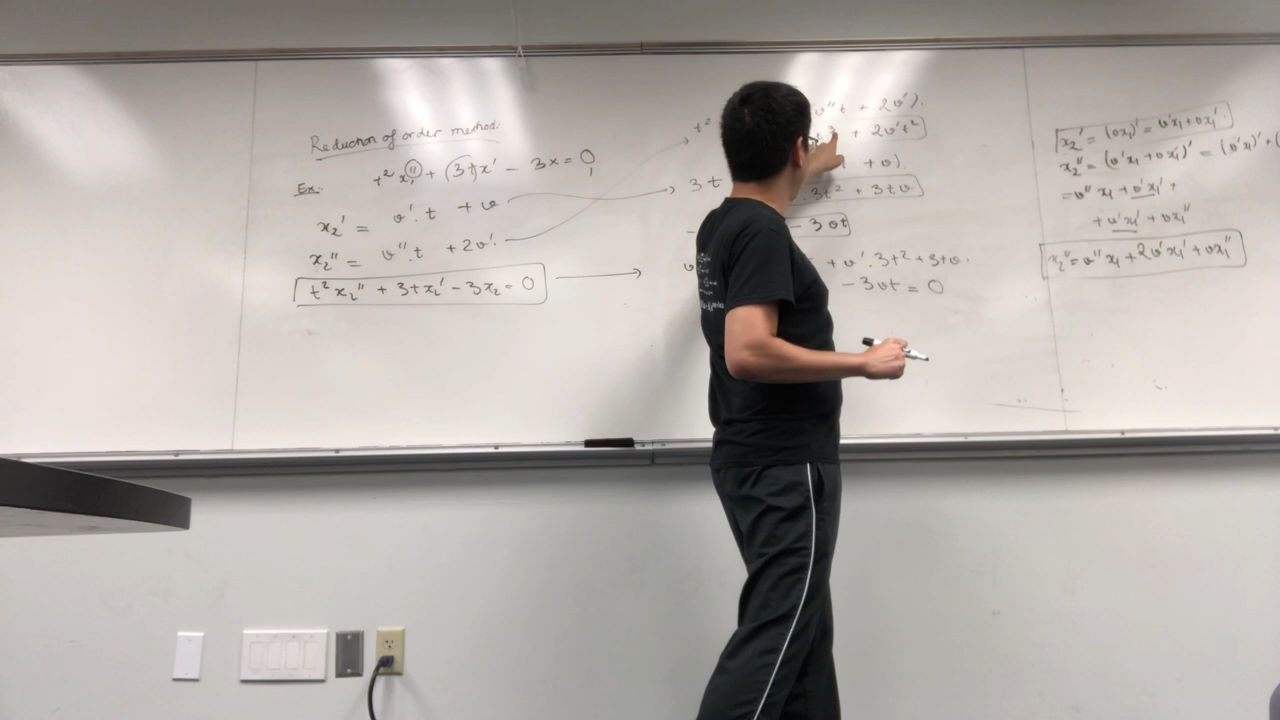 Reduction of order method:
Ex: t² x'' + (3t)x' - 3x = 0,
x₂' = v'.t + v
x₂'' = v''.t + 2v'.
t² x₂'' + 3t x₂' - 3x₂ = 0
t² v''t + 2v').
+ 2v't²
3t + v).
.3t² + 3tv
- - 3vt
v + v'.3t² + 3tv.
- 3vt = 0
x₂' = (vx₁)' = v'x₁ + vx₁'.
x₂'' = (v'x₁ + vx₁')' = (v'x₁)' + (
= v''x₁ + v'x₁' +
+ v'x₁' + vx₁''
x₂'' = v''x₁ + 2v'x₁' + vx₁''